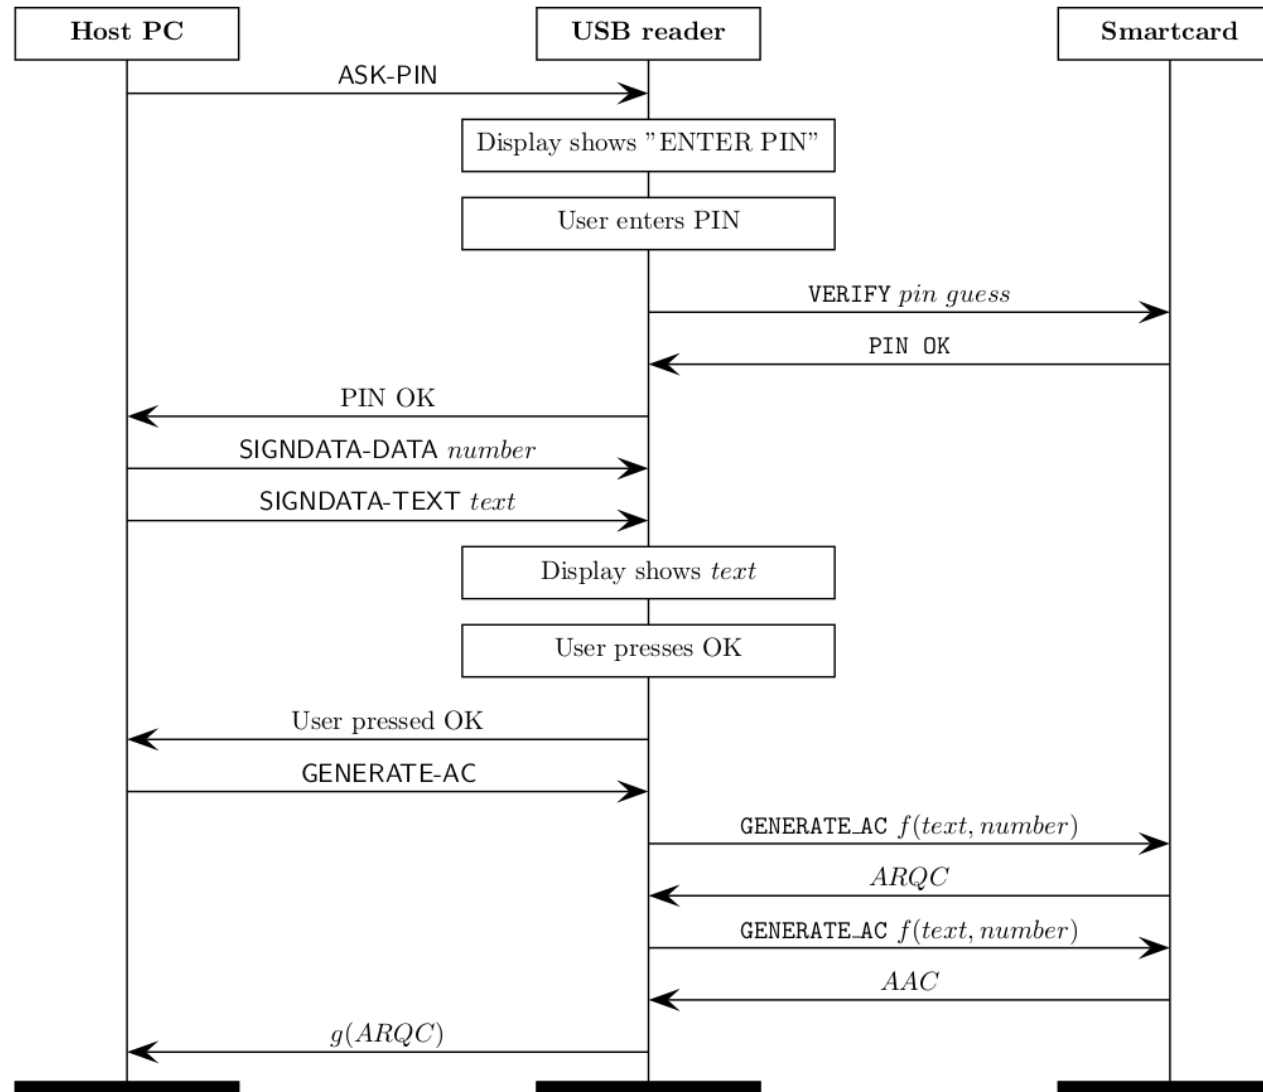 Host PC
USB reader
Smartcard
ASK-PIN
Display shows ”ENTER PIN”
User enters PIN
VERIFY pin guess
PIN OK
PIN OK
SIGNDATA-DATA number
SIGNDATA-TEXT text
Display shows text
User presses OK
User pressed OK
GENERATE-AC
GENERATE_AC f(text, number)
ARQC
GENERATE_AC f(text, number)
AAC
g(ARQC)